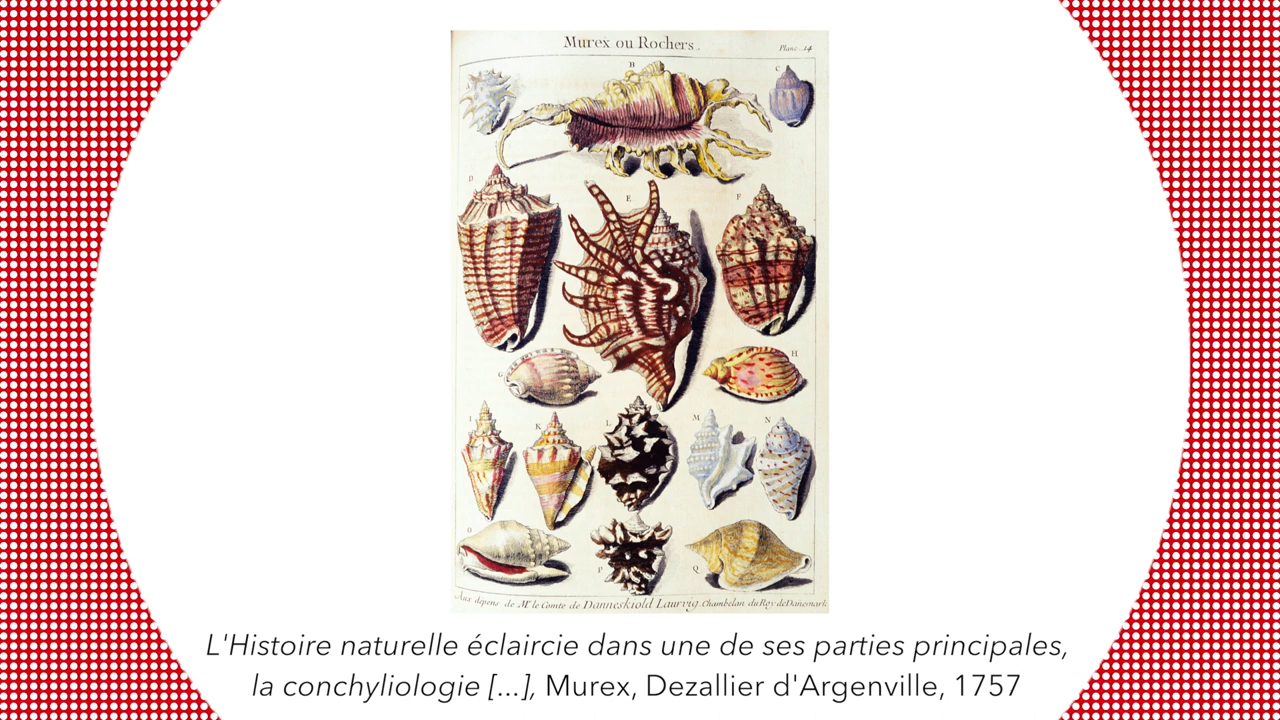 Murex ou Rochers.
Planc. 14
B
C
D
E
F
G
H
I
K
L
M
N
O
P
Q
Aux depens de Mr. le Comte de Danneskiold Laurvig Chambelan du Roy de Danemark
L'Histoire naturelle éclaircie dans une de ses parties principales,
la conchyliologie [...], Murex, Dezallier d'Argenville, 1757